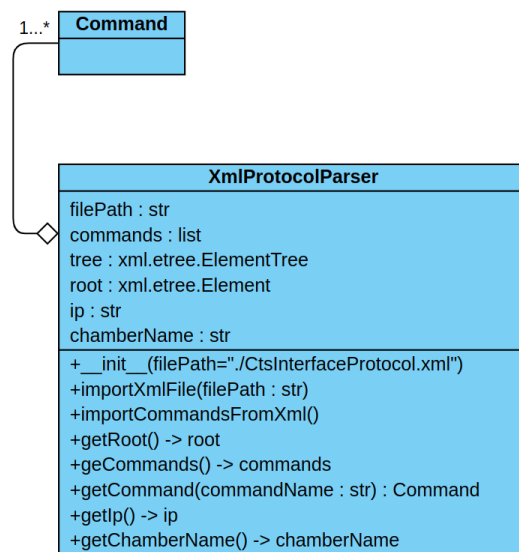 1...*
Command
XmlProtocolParser
filePath : str
commands : list
tree : xml.etree.ElementTree
root : xml.etree.Element
ip : str
chamberName : str
+__init__(filePath="./CtsInterfaceProtocol.xml")
+importXmlFile(filePath : str)
+importCommandsFromXml()
+getRoot() -> root
+geCommands() -> commands
+getCommand(commandName : str) : Command
+getIp() -> ip
+getChamberName() -> chamberName